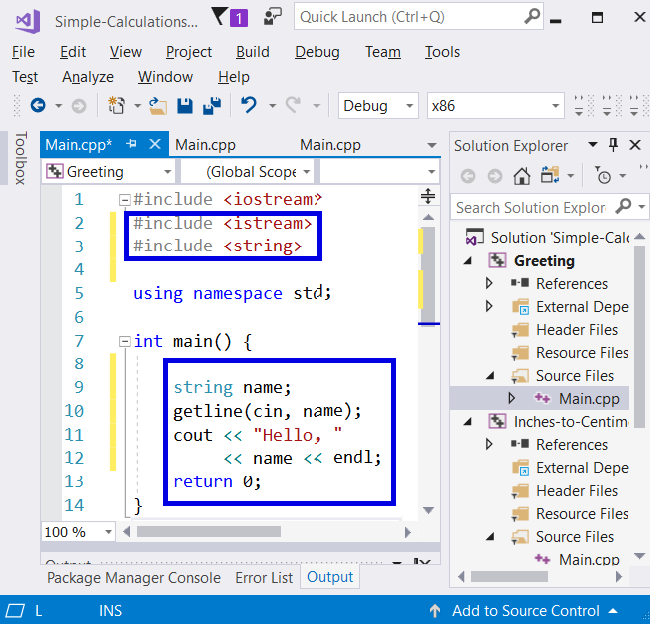 Simple-Calculations... 1 Quick Launch (Ctrl+Q)
File Edit View Project Build Debug Team Tools
Test Analyze Window Help
Debug x86
Toolbox
Main.cpp* Main.cpp Main.cpp
Greeting (Global Scope
1 #include <iostream>
2 #include <istream>
3 #include <string>
4
5 using namespace std;
6
7 int main() {
8
9 string name;
10 getline(cin, name);
11 cout << "Hello, "
12 << name << endl;
13 return 0;
14 }
100 %
Output
Package Manager Console Error List Output
Solution Explorer
Search Solution Explor
Solution 'Simple-Calc
Greeting
References
External Depe
Header Files
Resource Files
Source Files
Main.cpp
Inches-to-Centim
References
External Depe
Header Files
Resource Files
Source Files
Main.cpp
L INS Add to Source Control